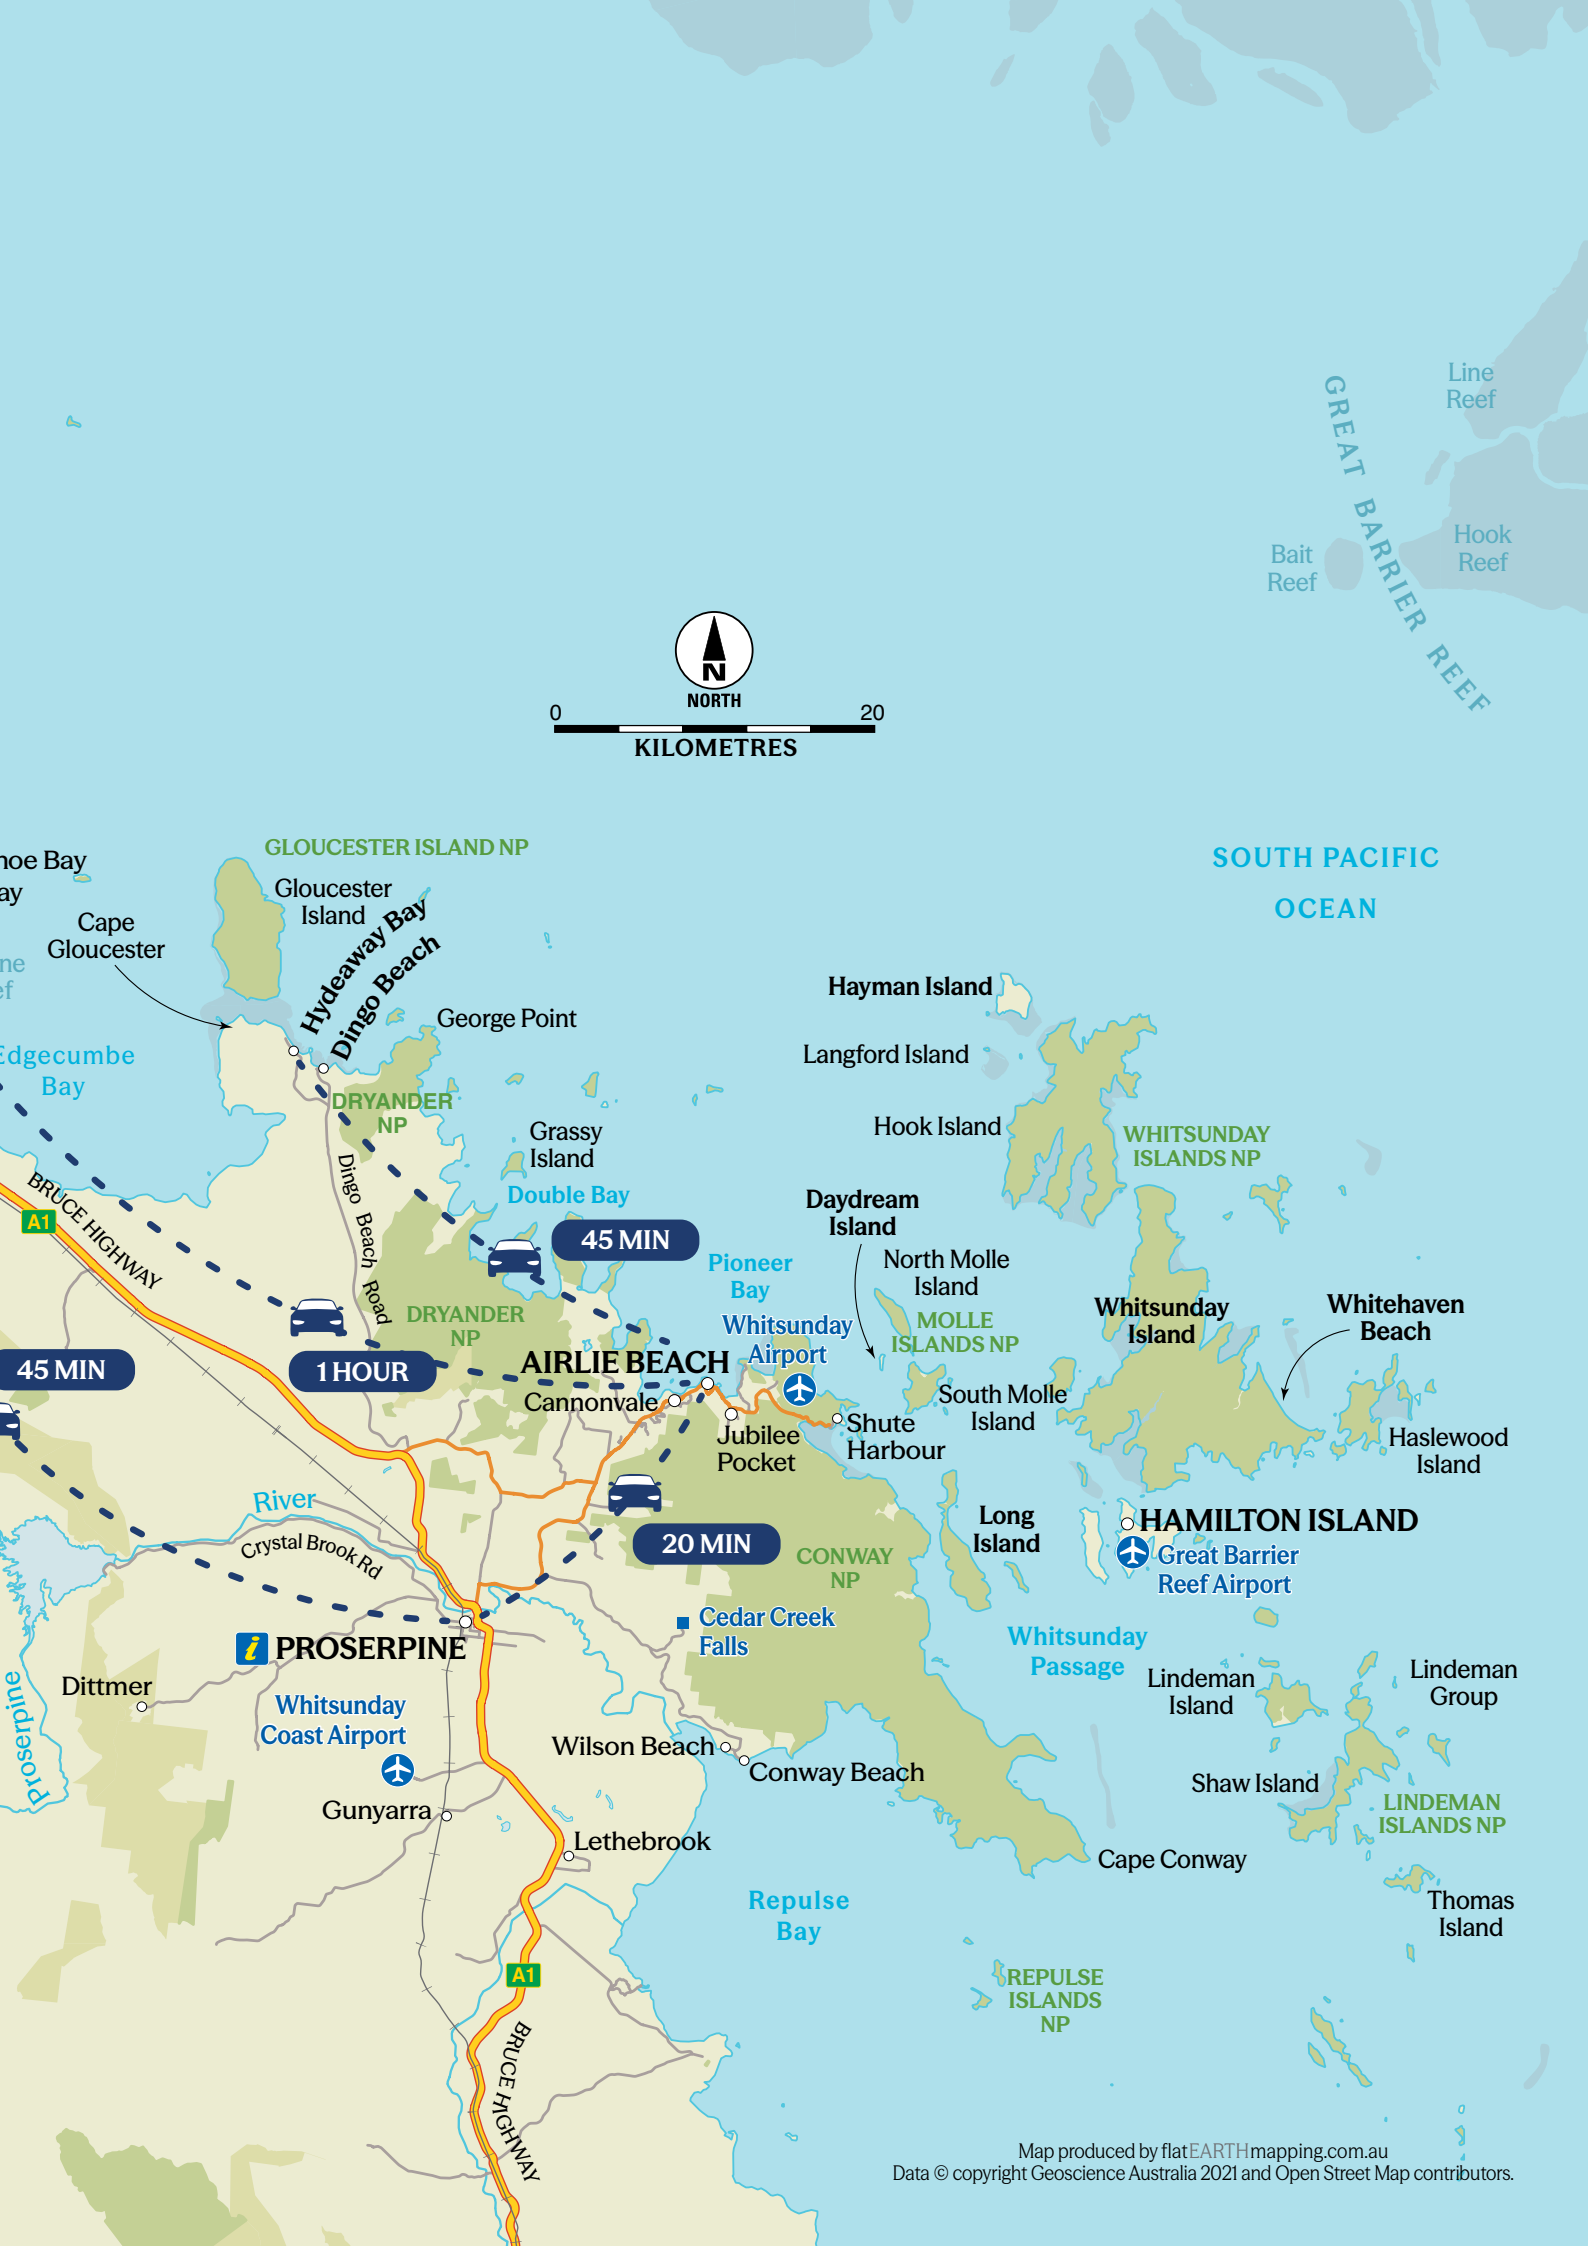 Line
Reef
GREAT BARRIER REEF
Hook
Reef
Bait
Reef
N
NORTH
0 20
KILOMETRES
GLOUCESTER ISLAND NP
SOUTH PACIFIC
OCEAN
hoe Bay
ay
Gloucester
Island
Cape
Gloucester
Hydeaway Bay
Dingo Beach
ne
ef
Hayman Island
George Point
Edgecumbe
Bay
Langford Island
DRYANDER
NP
Hook Island
WHITSUNDAY
ISLANDS NP
Grassy
Island
Double Bay
Dingo Beach Road
BRUCE HIGHWAY
A1
Daydream
Island
45 MIN
North Molle
Island
Pioneer
Bay
MOLLE
ISLANDS NP
Whitsunday
Island
Whitehaven
Beach
DRYANDER
NP
Whitsunday
Airport
45 MIN
1 HOUR
AIRLIE BEACH
Cannonvale
South Molle
Island
Jubilee
Pocket
Shute
Harbour
Haslewood
Island
River
Crystal Brook Rd
Long
Island
HAMILTON ISLAND
20 MIN
CONWAY
NP
Great Barrier
Reef Airport
Cedar Creek
Falls
i PROSERPINE
Whitsunday
Passage
Dittmer
Proserpine
Lindeman
Island
Lindeman
Group
Whitsunday
Coast Airport
Wilson Beach
Conway Beach
Shaw Island
Gunyarra
LINDEMAN
ISLANDS NP
Lethebrook
Cape Conway
Repulse
Bay
Thomas
Island
A1
REPULSE
ISLANDS
NP
BRUCE HIGHWAY
Map produced by flatEARTHmapping.com.au
Data © copyright Geoscience Australia 2021 and Open Street Map contributors.